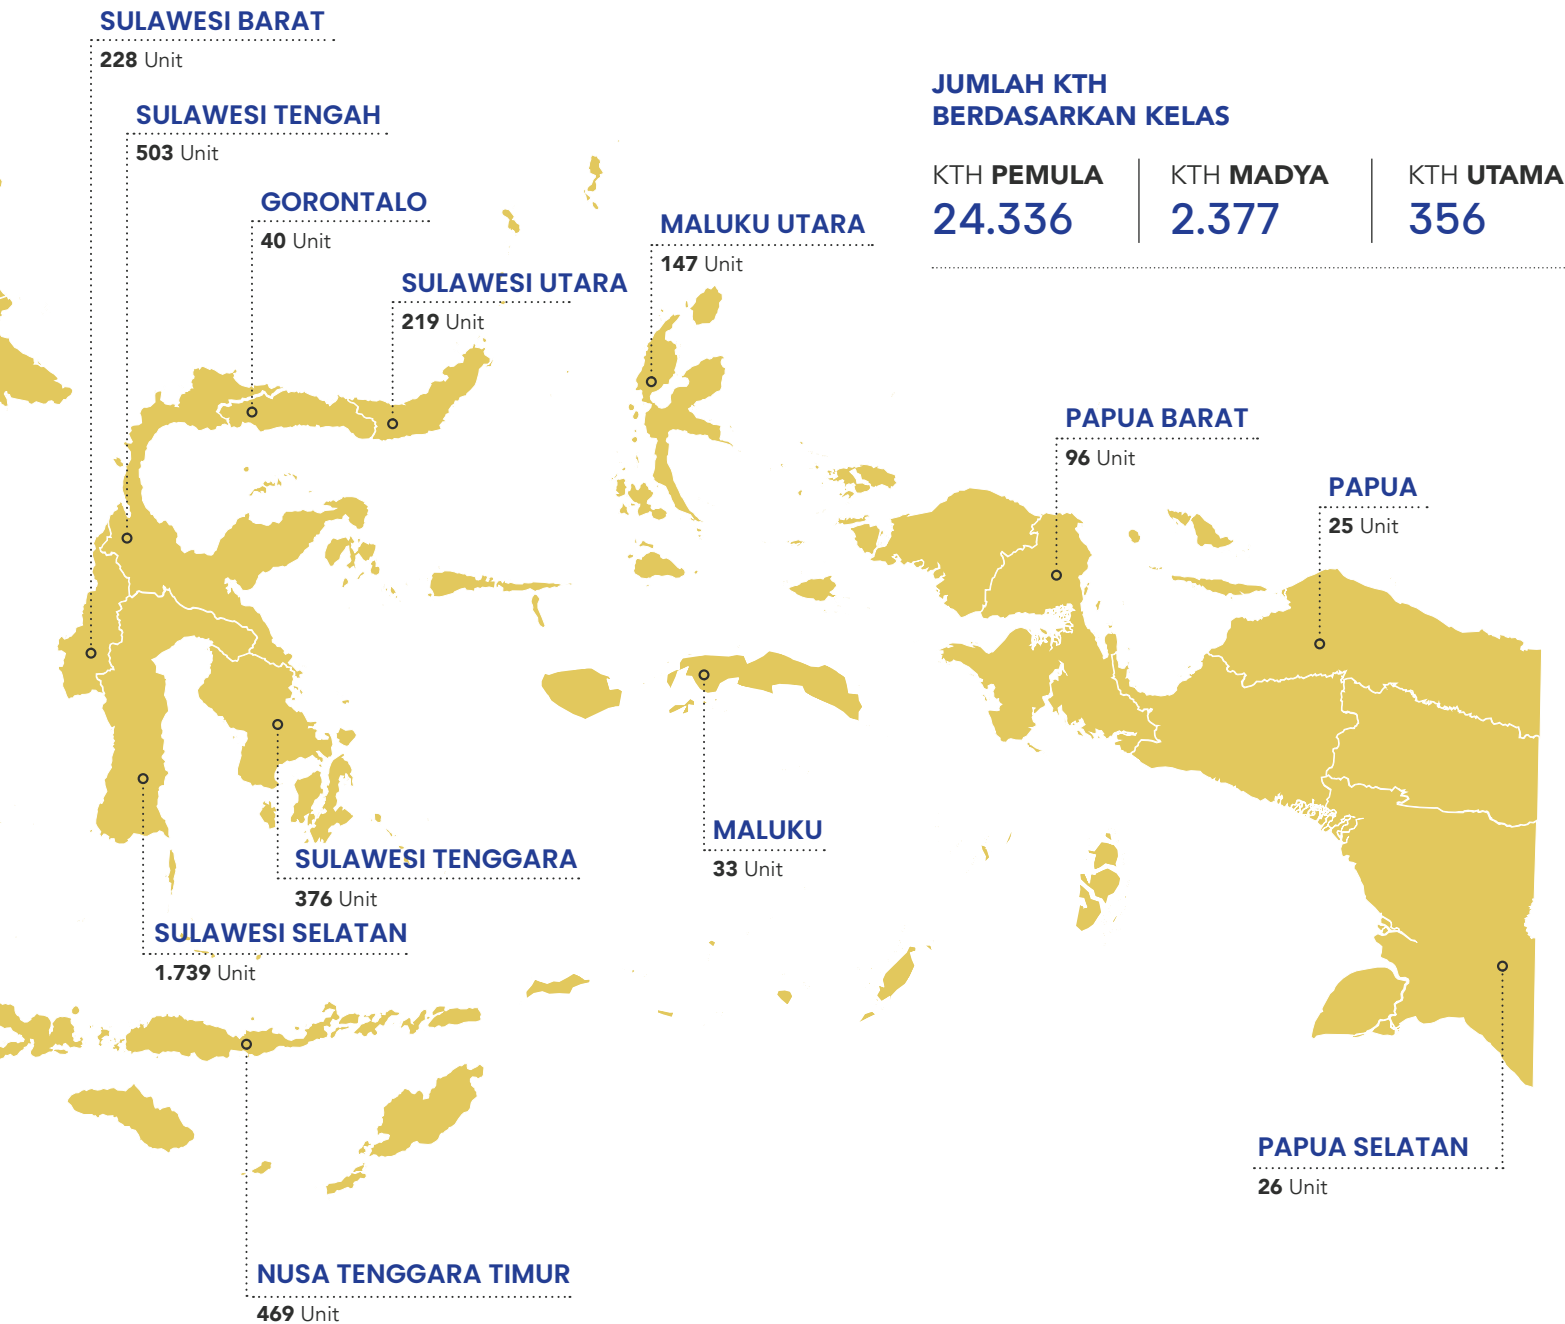 SULAWESI BARAT
228 Unit
SULAWESI TENGAH
503 Unit
GORONTALO
40 Unit
SULAWESI UTARA
219 Unit
MALUKU UTARA
147 Unit
JUMLAH KTH
BERDASARKAN KELAS
KTH PEMULA
24.336
KTH MADYA
2.377
KTH UTAMA
356
PAPUA BARAT
96 Unit
PAPUA
25 Unit
MALUKU
33 Unit
SULAWESI TENGGARA
376 Unit
SULAWESI SELATAN
1.739 Unit
PAPUA SELATAN
26 Unit
NUSA TENGGARA TIMUR
469 Unit